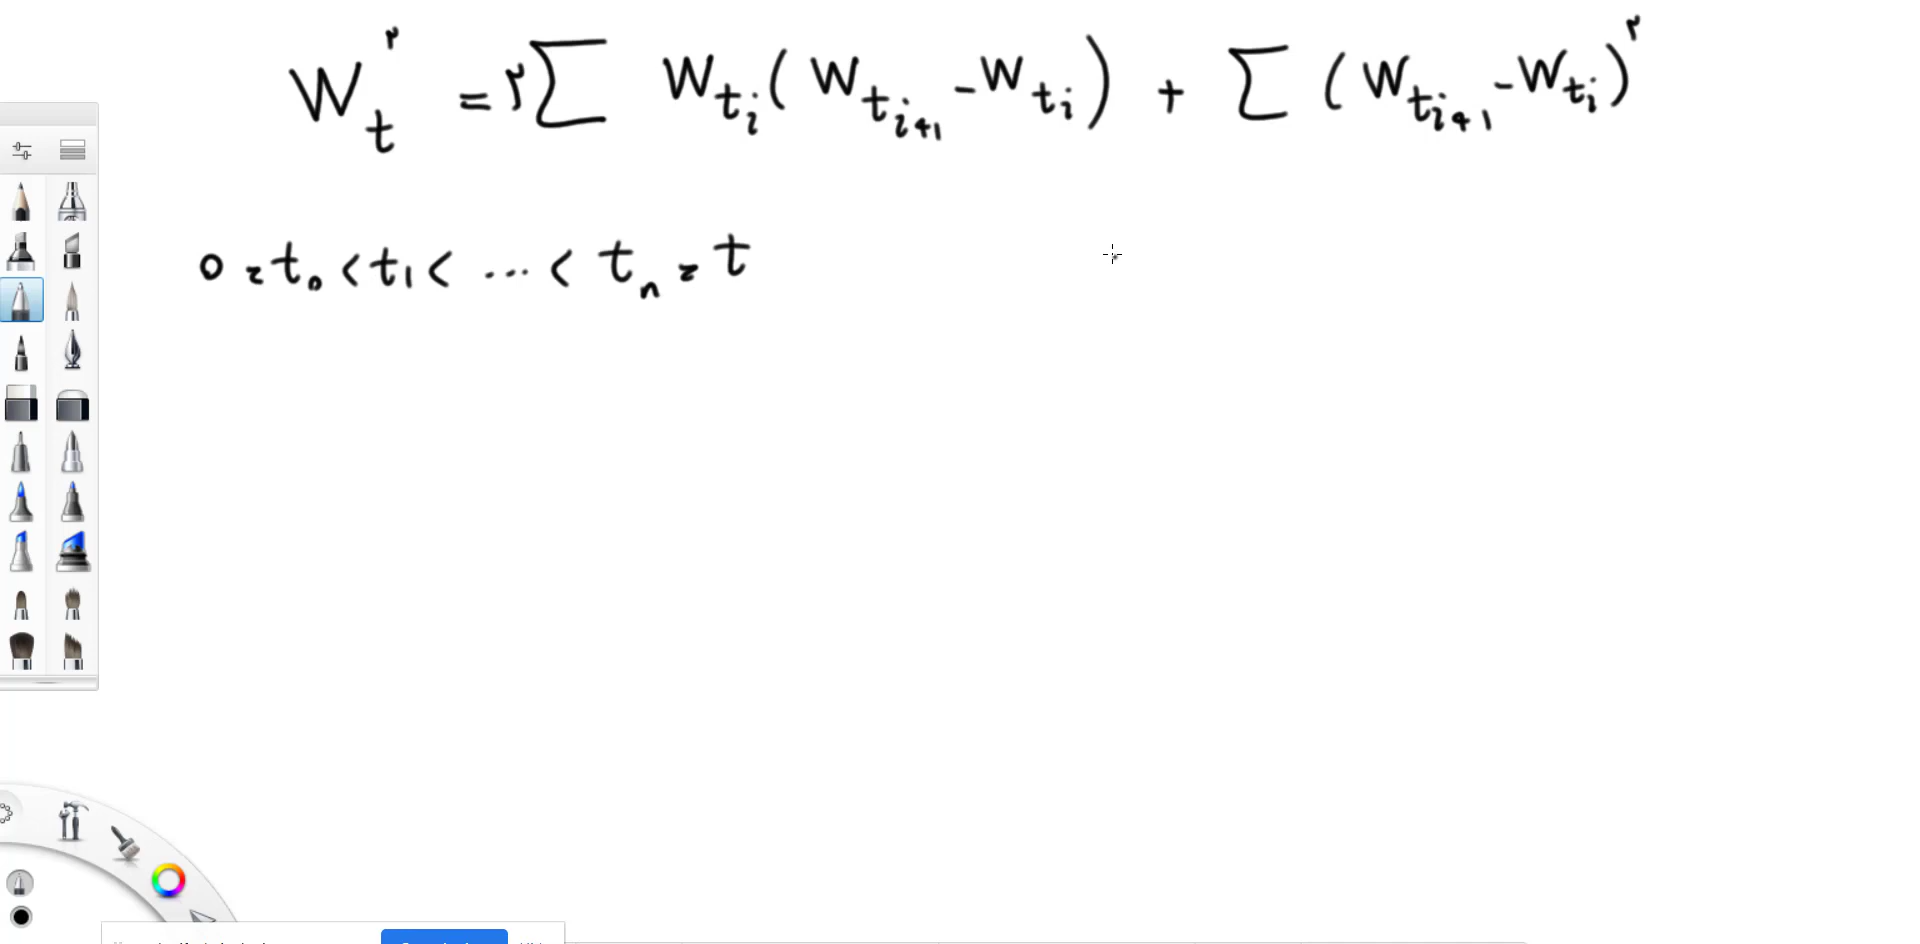 W_t^۲ = ۲∑ W_{t_i}(W_{t_{i+1}} - W_{t_i}) + ∑ (W_{t_{i+1}} - W_{t_i})^۲
0 = t_0 < t_1 < ... < t_n = t